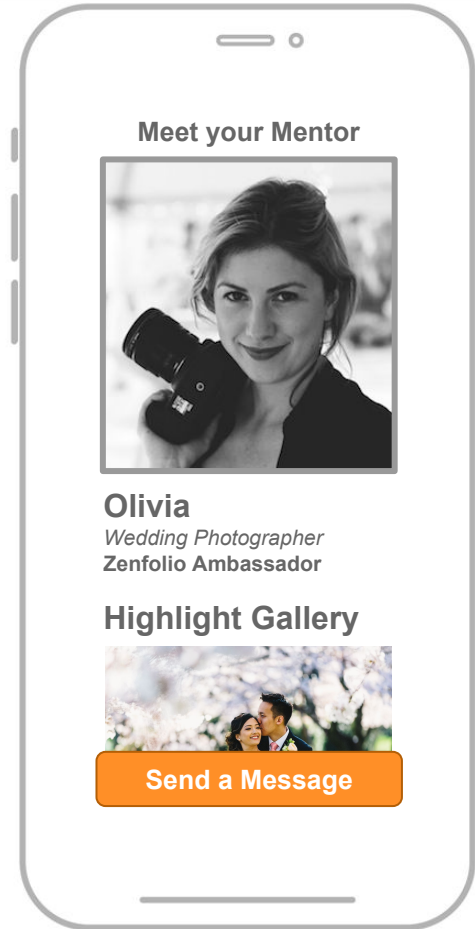 Meet your Mentor
Olivia
Wedding Photographer
Zenfolio Ambassador
Highlight Gallery
Send a Message